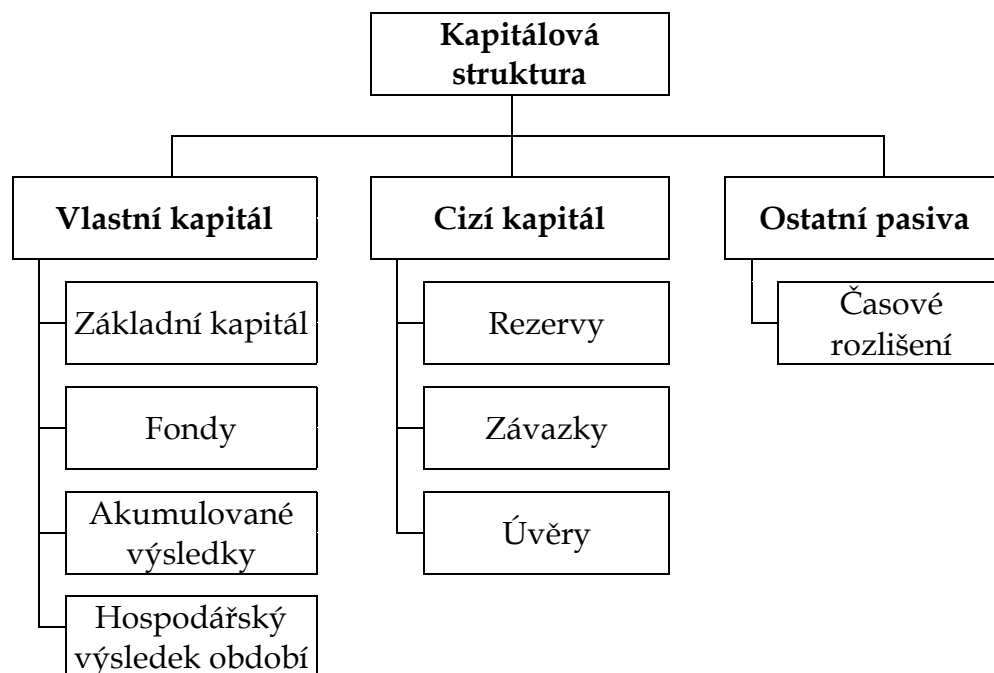 Kapitálová
struktura
Vlastní kapitál
Cizí kapitál
Ostatní pasiva
Základní kapitál
Rezervy
Časové
rozlišení
Fondy
Závazky
Akumulované
výsledky
Úvěry
Hospodářský
výsledek období